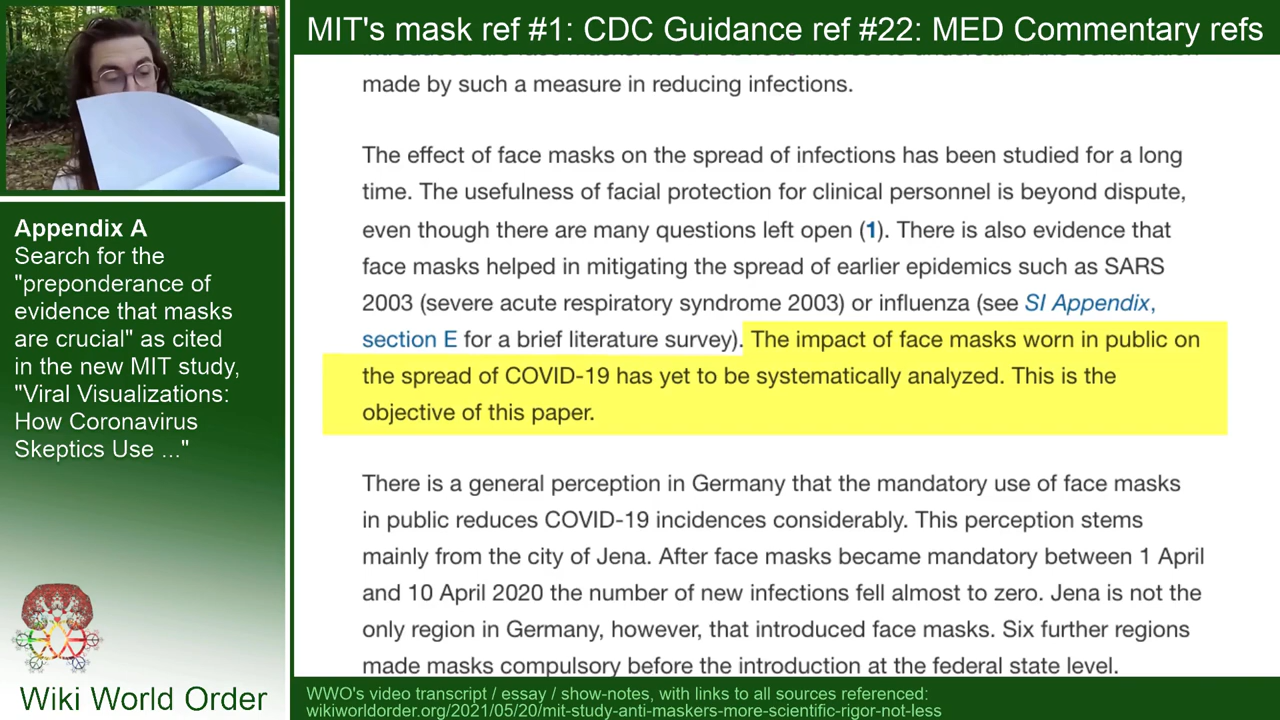 MIT's mask ref #1: CDC Guidance ref #22: MED Commentary refs
made by such a measure in reducing infections.
The effect of face masks on the spread of infections has been studied for a long
time. The usefulness of facial protection for clinical personnel is beyond dispute,
even though there are many questions left open (1). There is also evidence that
face masks helped in mitigating the spread of earlier epidemics such as SARS
2003 (severe acute respiratory syndrome 2003) or influenza (see SI Appendix,
section E for a brief literature survey). The impact of face masks worn in public on
the spread of COVID-19 has yet to be systematically analyzed. This is the
objective of this paper.
There is a general perception in Germany that the mandatory use of face masks
in public reduces COVID-19 incidences considerably. This perception stems
mainly from the city of Jena. After face masks became mandatory between 1 April
and 10 April 2020 the number of new infections fell almost to zero. Jena is not the
only region in Germany, however, that introduced face masks. Six further regions
made masks compulsory before the introduction at the federal state level.
Appendix A
Search for the
"preponderance of
evidence that masks
are crucial" as cited
in the new MIT study,
"Viral Visualizations:
How Coronavirus
Skeptics Use ..."
Wiki World Order
WWO's video transcript / essay / show-notes, with links to all sources referenced:
wikiworldorder.org/2021/05/20/mit-study-anti-maskers-more-scientific-rigor-not-less